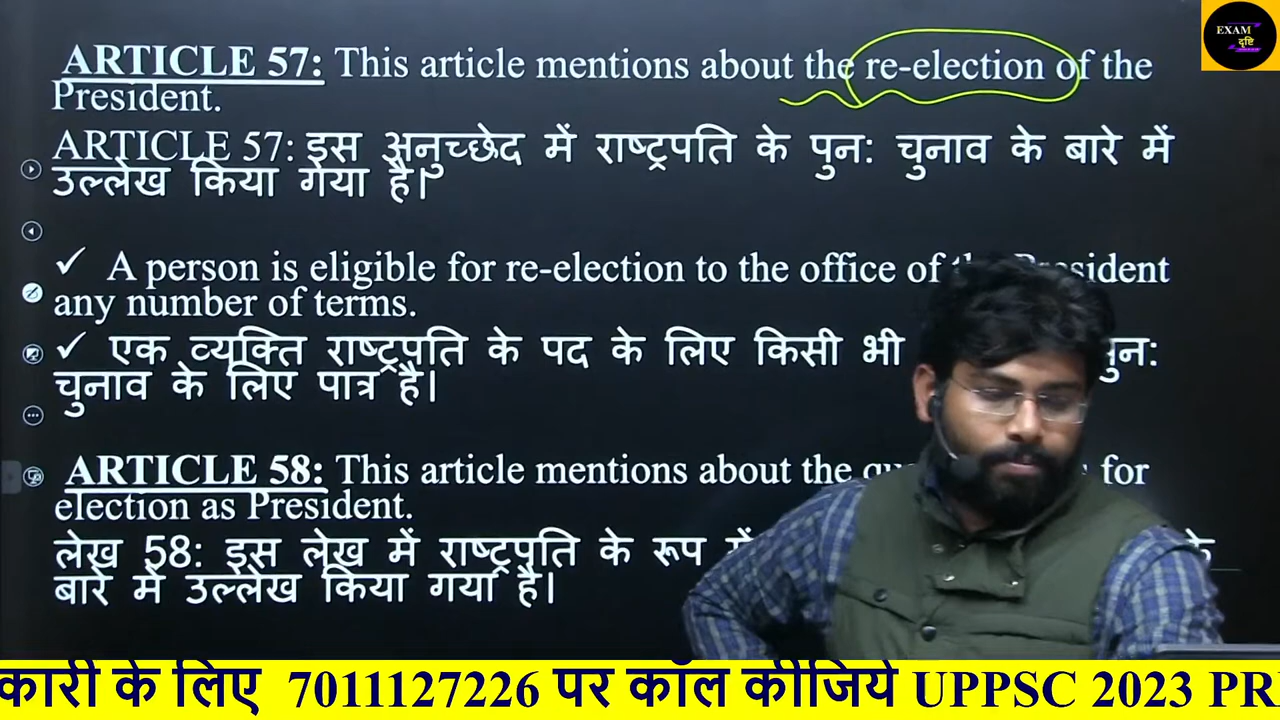 EXAM
दृष्टि
ARTICLE 57: This article mentions about the re-election of the
President.
ARTICLE 57: इस अनुच्छेद में राष्ट्रपति के पुन: चुनाव के बारे में
उल्लेख किया गया है।
✓ A person is eligible for re-election to the office of President
any number of terms.
✓ एक व्यक्ति राष्ट्रपति के पद के लिए किसी भी पुन:
चुनाव के लिए पात्र है।
ARTICLE 58: This article mentions about the for
election as President.
लेख 58: इस लेख में राष्ट्रपति के रूप में के
बारे में उल्लेख किया गया है।
कारी के लिए 7011127226 पर कॉल कीजिये UPPSC 2023